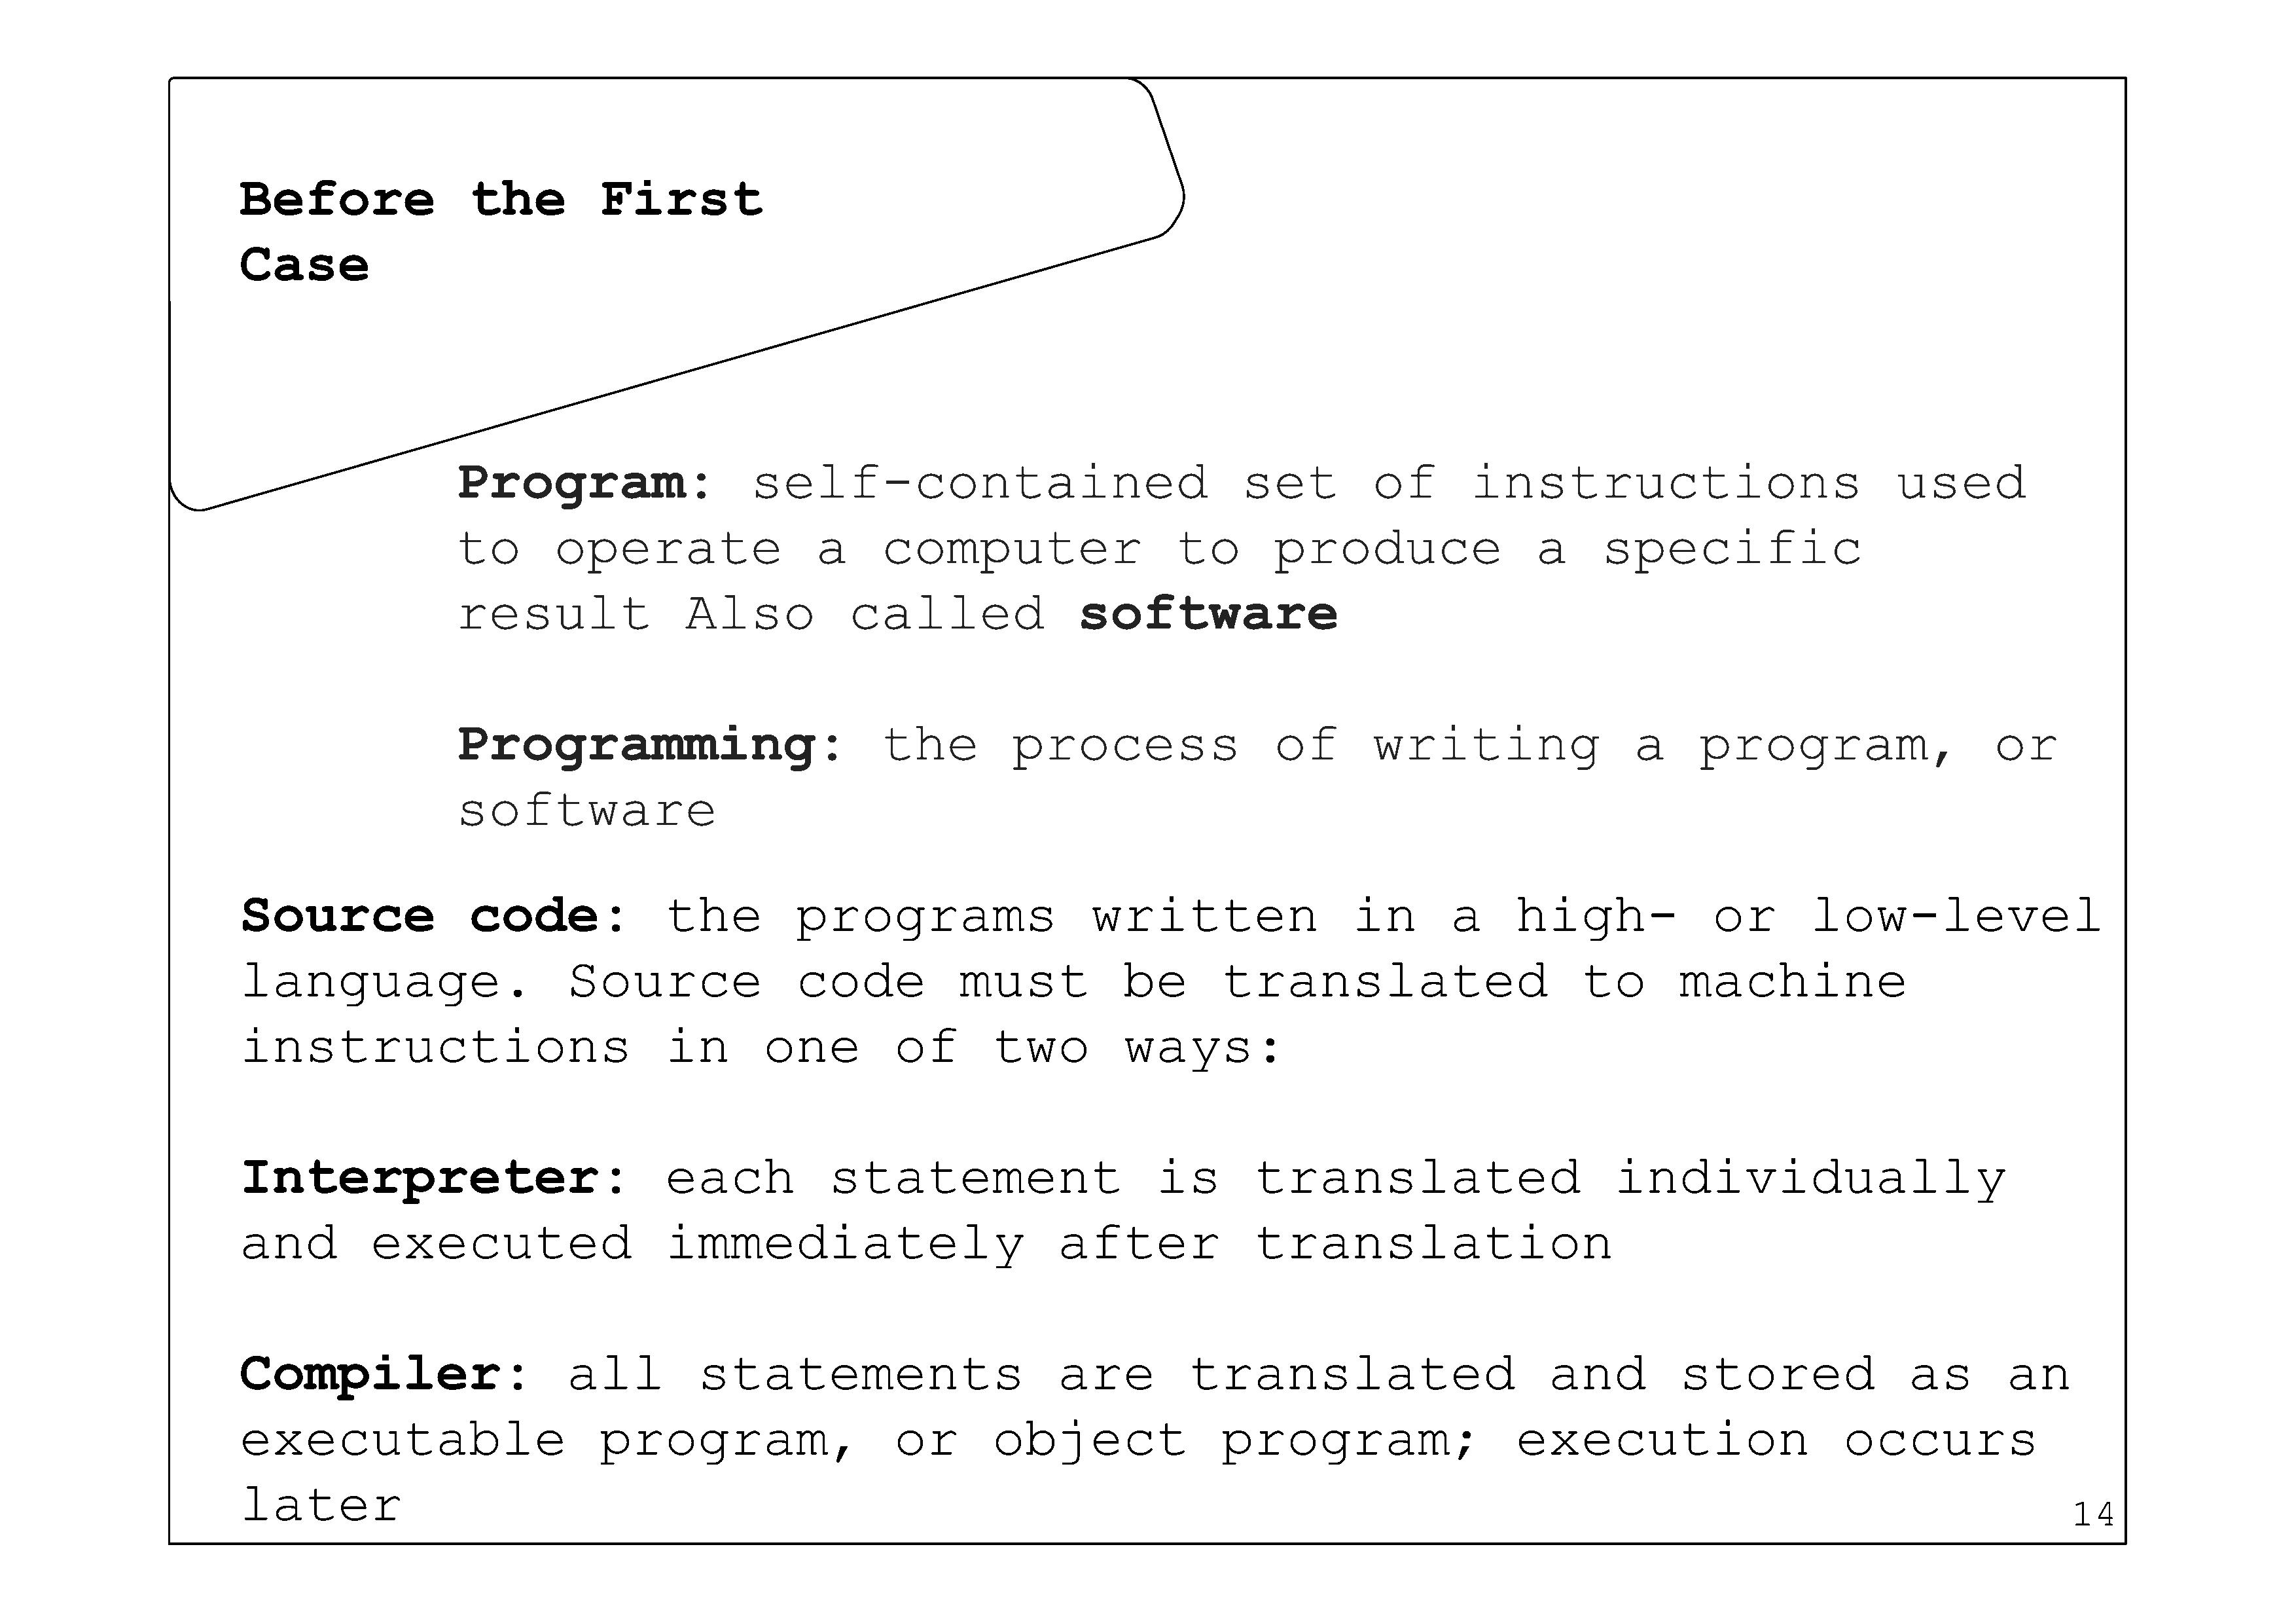 Before the First
Case
Program: self-contained set of instructions used
to operate a computer to produce a specific
result Also called software
Programming: the process of writing a program, or
software
Source code: the programs written in a high- or low-level
language. Source code must be translated to machine
instructions in one of two ways:
Interpreter: each statement is translated individually
and executed immediately after translation
Compiler: all statements are translated and stored as an
executable program, or object program; execution occurs
later
14